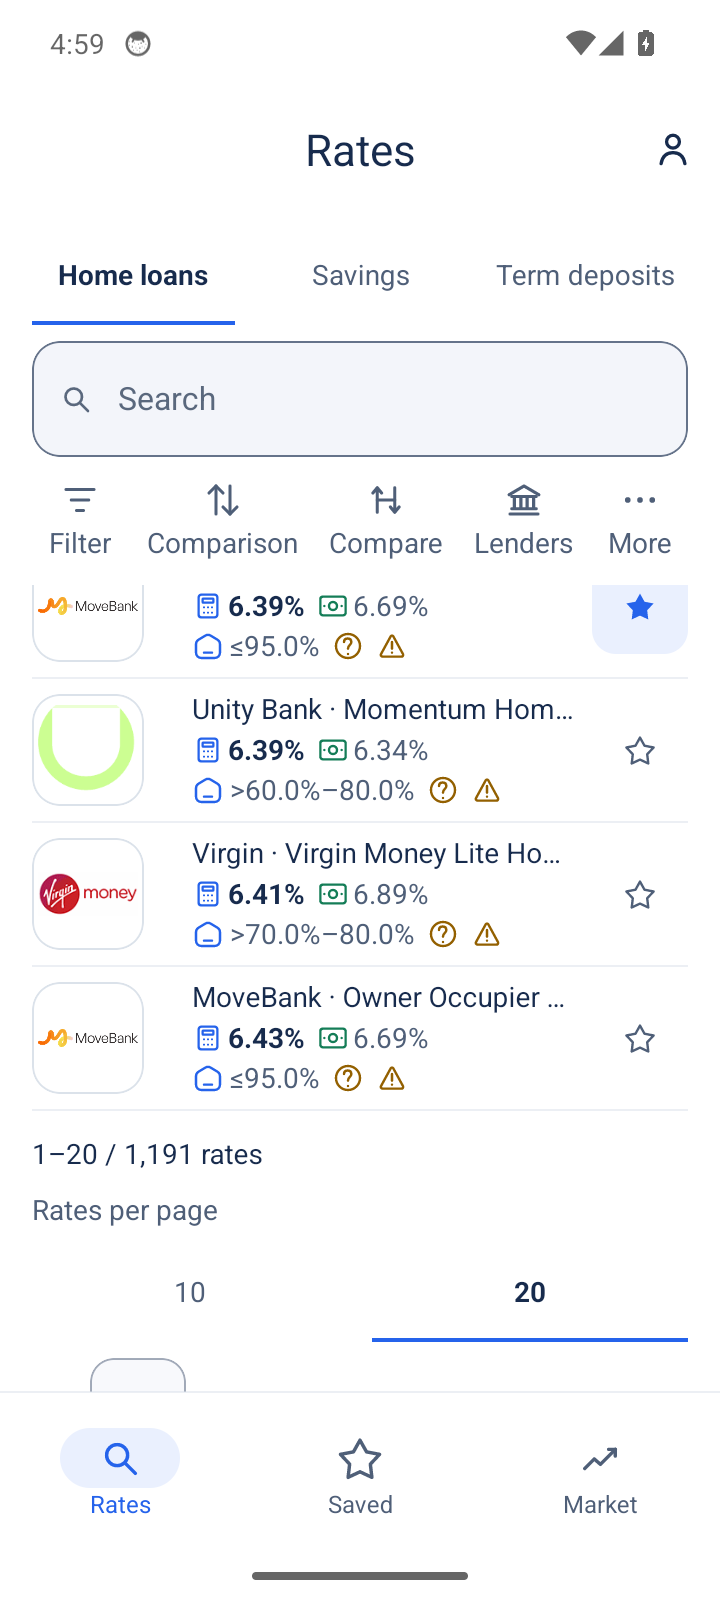 4:59
Rates
Home loans
Savings
Term deposits
Search
Filter
Comparison
Compare
Lenders
More
MoveBank
6.39% 6.69%
≤95.0%
Unity Bank · Momentum Hom…
6.39% 6.34%
>60.0%–80.0%
Virgin money
Virgin · Virgin Money Lite Ho…
6.41% 6.89%
>70.0%–80.0%
MoveBank
MoveBank · Owner Occupier …
6.43% 6.69%
≤95.0%
1–20 / 1,191 rates
Rates per page
10
20
Rates
Saved
Market